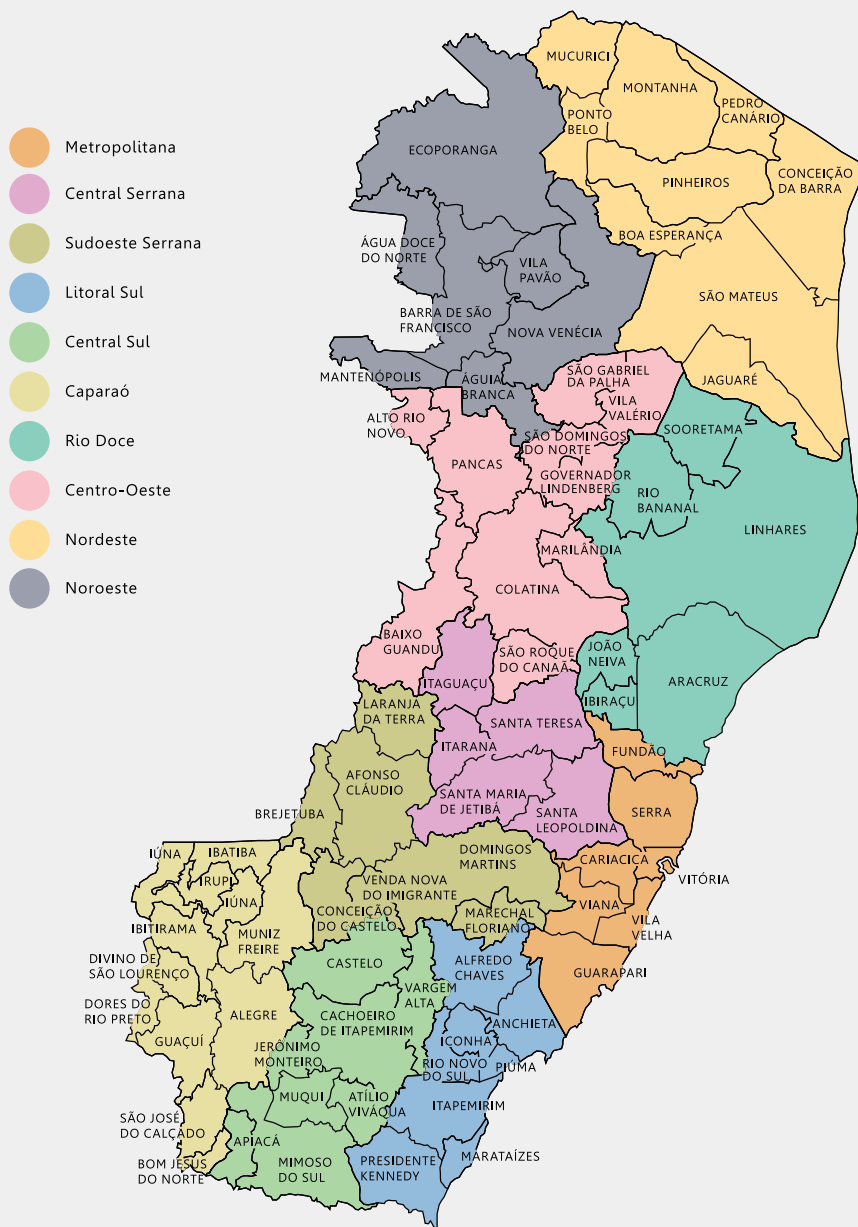 Metropolitana
Central Serrana
Sudoeste Serrana
Litoral Sul
Central Sul
Caparaó
Rio Doce
Centro-Oeste
Nordeste
Noroeste
MUCURICI
MONTANHA
PEDRO
CANÁRIO
PONTO
BELO
ECOPORANGA
PINHEIROS
CONCEIÇÃO
DA BARRA
BOA ESPERANÇA
ÁGUA DOCE
DO NORTE
VILA
PAVÃO
SÃO MATEUS
BARRA DE SÃO
FRANCISCO
NOVA VENÉCIA
MANTENÓPOLIS
ÁGUIA
BRANCA
SÃO GABRIEL
DA PALHA
JAGUARÉ
VILA
VALÉRIO
ALTO RIO
NOVO
SOORETAMA
SÃO DOMINGOS
DO NORTE
PANCAS
GOVERNADOR
LINDENBERG
RIO
BANANAL
LINHARES
MARILÂNDIA
COLATINA
BAIXO
GUANDU
SÃO ROQUE
DO CANAÃ
JOÃO
NEIVA
ITAGUAÇU
ARACRUZ
IBIRAÇU
LARANJA
DA TERRA
SANTA TERESA
ITARANA
FUNDÃO
AFONSO
CLÁUDIO
SANTA MARIA
DE JETIBÁ
BREJETUBA
SANTA
LEOPOLDINA
SERRA
IÚNA
IBATIBA
DOMINGOS
MARTINS
CARIACICA
VITÓRIA
IRUPI
VENDA NOVA
DO IMIGRANTE
IÚNA
VIANA
CONCEIÇÃO
DO CASTELO
MARECHAL
FLORIANO
VILA
VELHA
IBITIRAMA
MUNIZ
FREIRE
DIVINO DE
SÃO LOURENÇO
CASTELO
ALFREDO
CHAVES
GUARAPARI
VARGEM
ALTA
DORES DO
RIO PRETO
ALEGRE
CACHOEIRO
DE ITAPEMIRIM
ANCHIETA
GUAÇUÍ
JERÔNIMO
MONTEIRO
ICONHA
RIO NOVO
DO SUL
PIÚMA
MUQUI
ATÍLIO
VIVÁQUA
ITAPEMIRIM
SÃO JOSÉ
DO CALÇADO
APIACÁ
BOM JESUS
DO NORTE
MIMOSO
DO SUL
PRESIDENTE
KENNEDY
MARATAÍZES